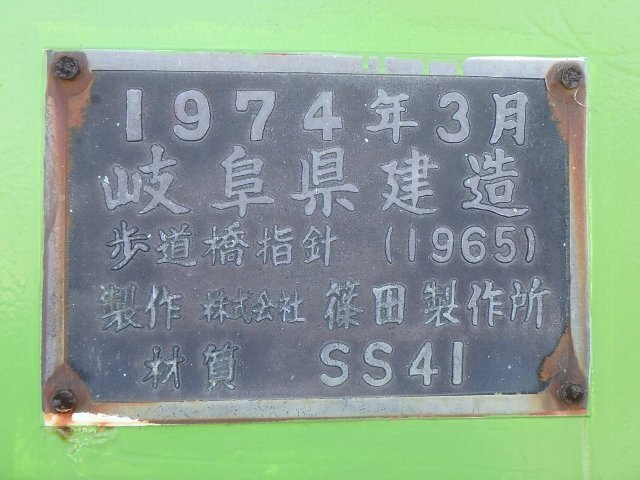 1974年3月
岐阜県建造
歩道橋指針 (1965)
製作 株式会社 篠田製作所
材質 SS41